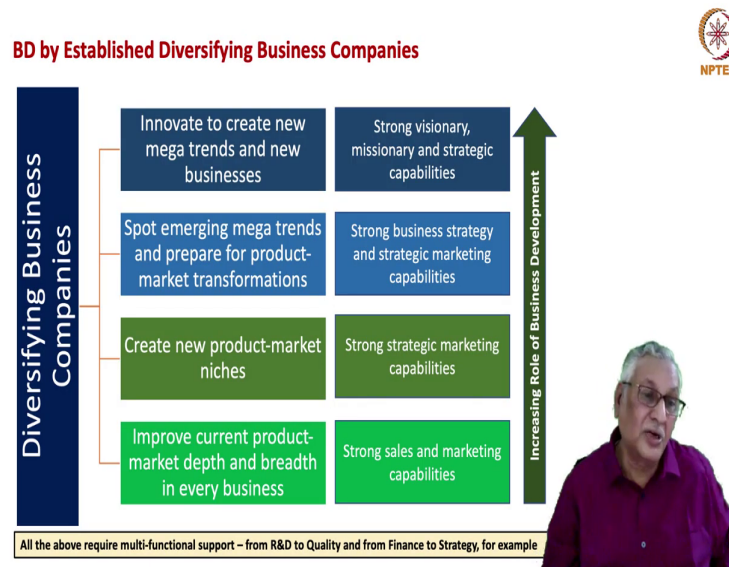 BD by Established Diversifying Business Companies
NPTE
Diversifying Business
Companies
Innovate to create new
mega trends and new
businesses
Strong visionary,
missionary and strategic
capabilities
Spot emerging mega trends
and prepare for product-
market transformations
Strong business strategy
and strategic marketing
capabilities
Create new product-market
niches
Strong strategic marketing
capabilities
Improve current product-
market depth and breadth
in every business
Strong sales and marketing
capabilities
Increasing Role of Business Development
All the above require multi-functional support – from R&D to Quality and from Finance to Strategy, for example